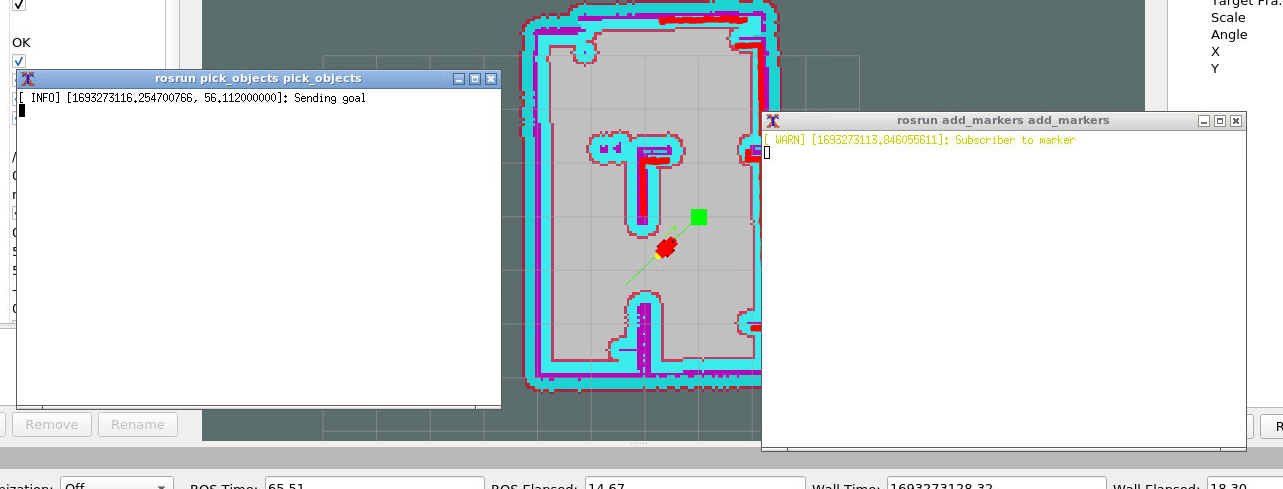 OK
rosrun pick_objects pick_objects
[ INFO] [1693273116.254700766, 56.112000000]: Sending goal
Remove
Rename
rosrun add_markers add_markers
[ WARN] [1693273113.846055611]: Subscriber to marker
Target Fra.
Scale
Angle
X
Y
Off
ROS Time:
65.51
ROS Elapsed:
14.67
Wall Time:
1693273128.32
Wall Elapsed:
18.30